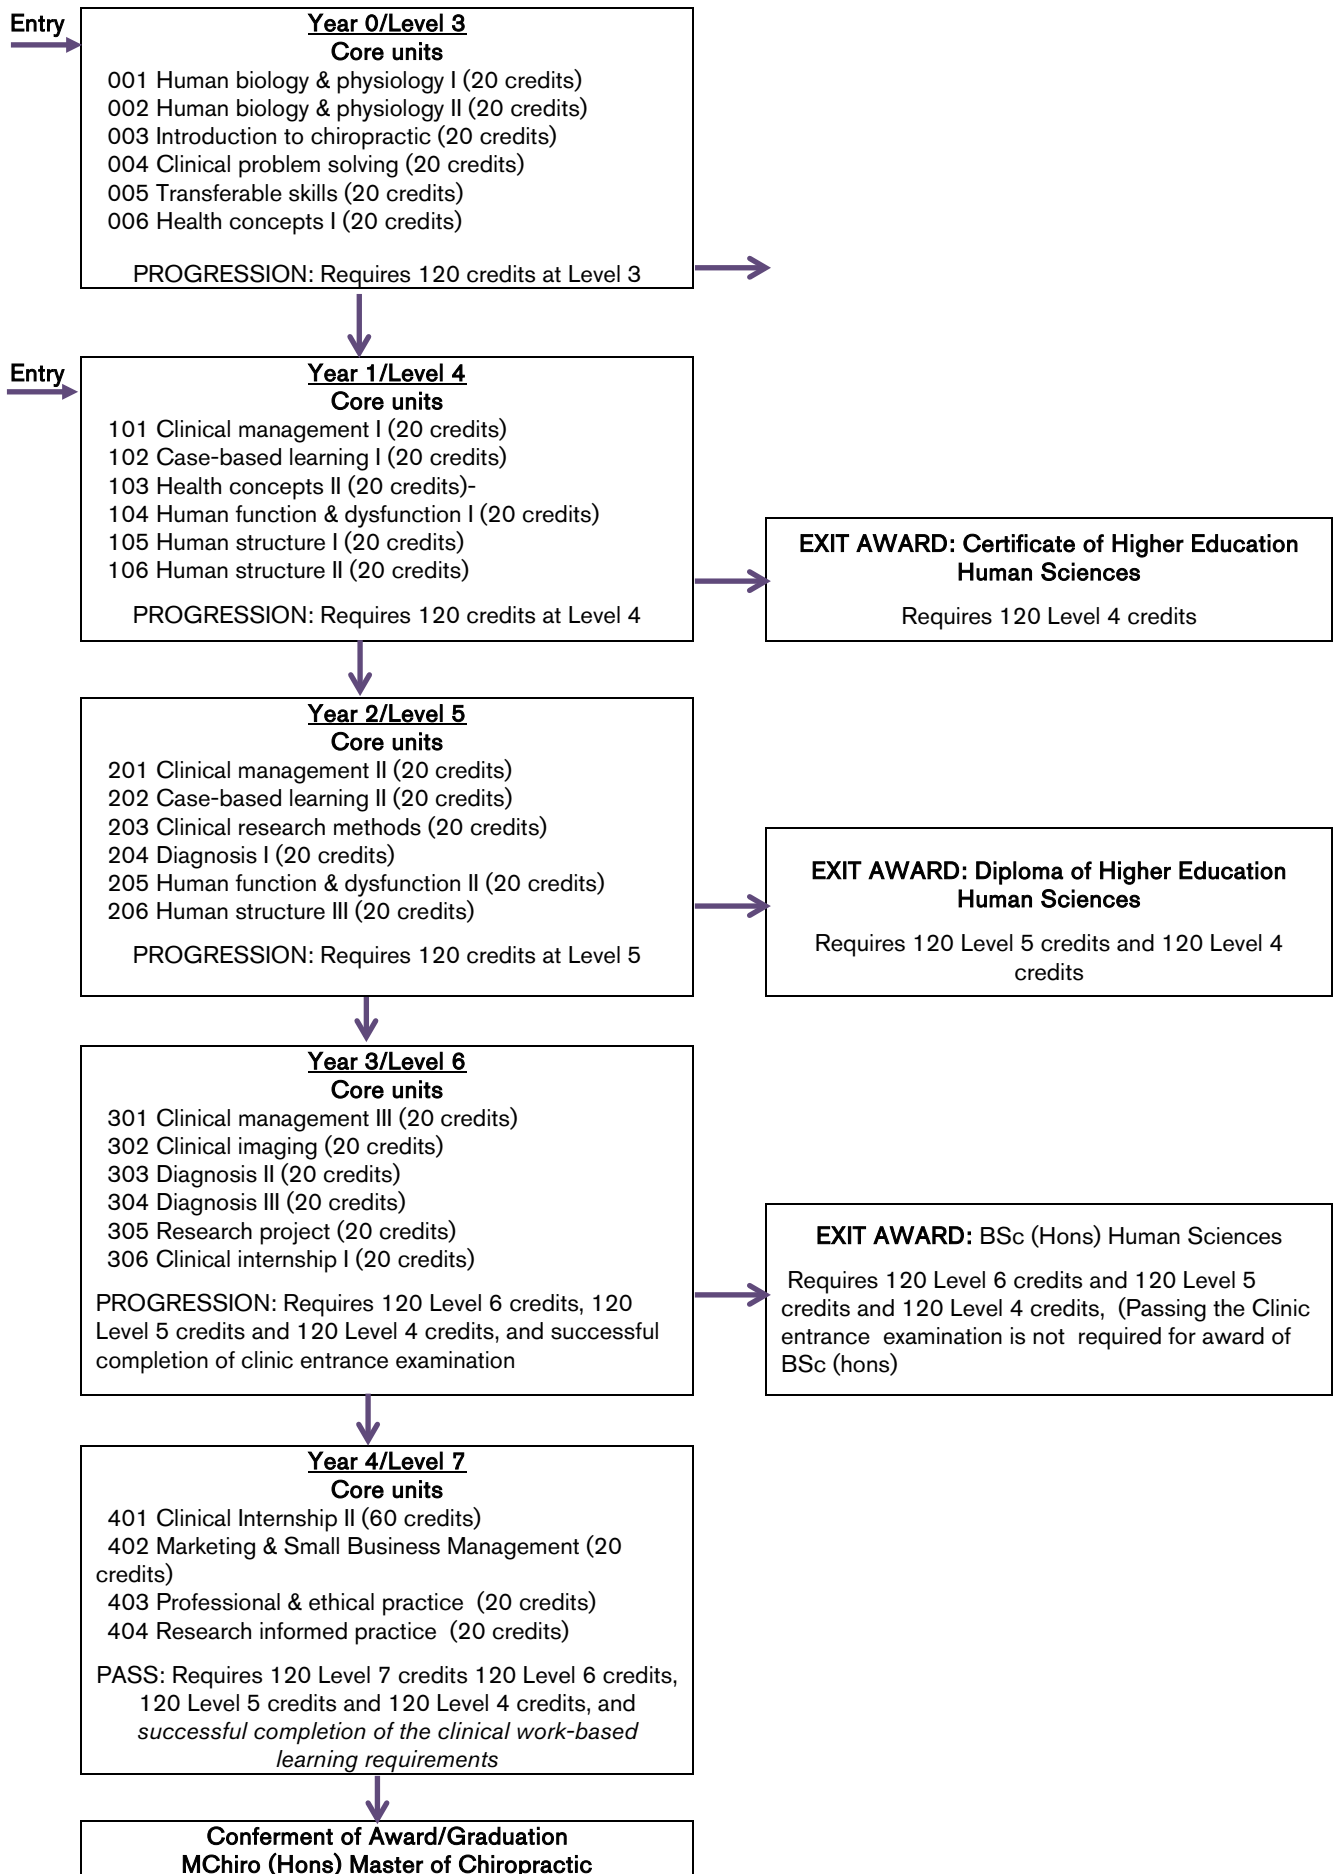 Entry
Year 0/Level 3
Core units
001 Human biology & physiology I (20 credits)
002 Human biology & physiology II (20 credits)
003 Introduction to chiropractic (20 credits)
004 Clinical problem solving (20 credits)
005 Transferable skills (20 credits)
006 Health concepts I (20 credits)
PROGRESSION: Requires 120 credits at Level 3
Entry
Year 1/Level 4
Core units
101 Clinical management I (20 credits)
102 Case-based learning I (20 credits)
103 Health concepts II (20 credits)-
104 Human function & dysfunction I (20 credits)
105 Human structure I (20 credits)
106 Human structure II (20 credits)
PROGRESSION: Requires 120 credits at Level 4
EXIT AWARD: Certificate of Higher Education
Human Sciences
Requires 120 Level 4 credits
Year 2/Level 5
Core units
201 Clinical management II (20 credits)
202 Case-based learning II (20 credits)
203 Clinical research methods (20 credits)
204 Diagnosis I (20 credits)
205 Human function & dysfunction II (20 credits)
206 Human structure III (20 credits)
PROGRESSION: Requires 120 credits at Level 5
EXIT AWARD: Diploma of Higher Education
Human Sciences
Requires 120 Level 5 credits and 120 Level 4
credits
Year 3/Level 6
Core units
301 Clinical management III (20 credits)
302 Clinical imaging (20 credits)
303 Diagnosis II (20 credits)
304 Diagnosis III (20 credits)
305 Research project (20 credits)
306 Clinical internship I (20 credits)
PROGRESSION: Requires 120 Level 6 credits, 120
Level 5 credits and 120 Level 4 credits, and successful
completion of clinic entrance examination
EXIT AWARD: BSc (Hons) Human Sciences
Requires 120 Level 6 credits and 120 Level 5
credits and 120 Level 4 credits, (Passing the Clinic
entrance examination is not required for award of
BSc (hons)
Year 4/Level 7
Core units
401 Clinical Internship II (60 credits)
402 Marketing & Small Business Management (20
credits)
403 Professional & ethical practice (20 credits)
404 Research informed practice (20 credits)
PASS: Requires 120 Level 7 credits 120 Level 6 credits,
120 Level 5 credits and 120 Level 4 credits, and
successful completion of the clinical work-based
learning requirements
Conferment of Award/Graduation
MChiro (Hons) Master of Chiropractic